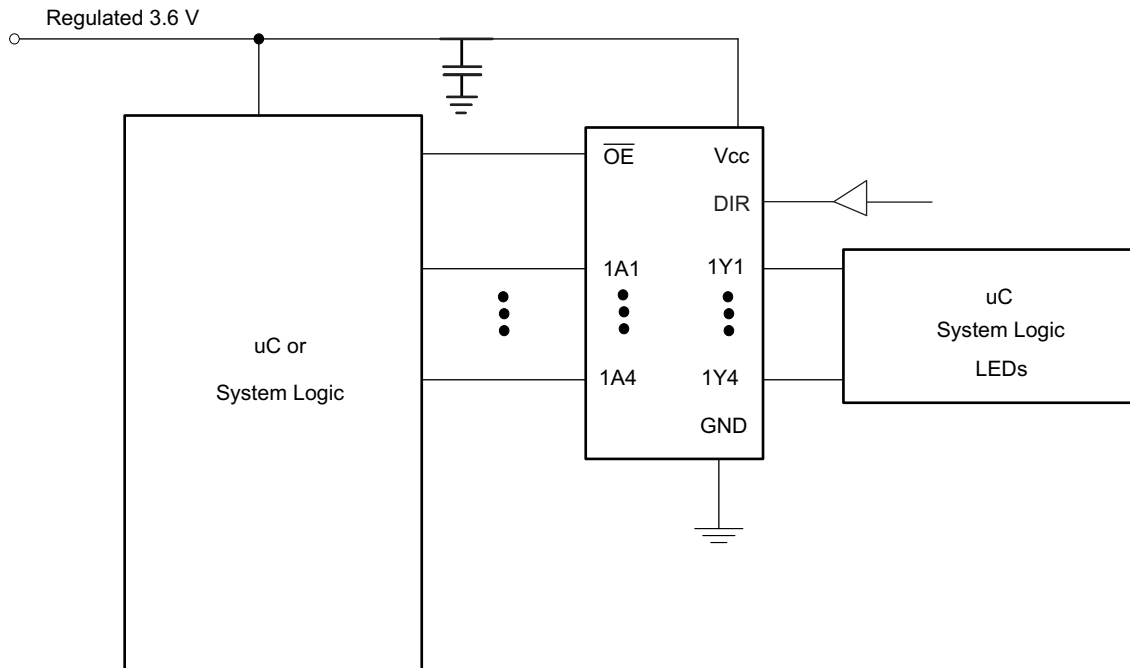 Regulated 3.6 V
OE Vcc
DIR
1A1 1Y1
uC or
System Logic
1A4 1Y4
GND
uC
System Logic
LEDs